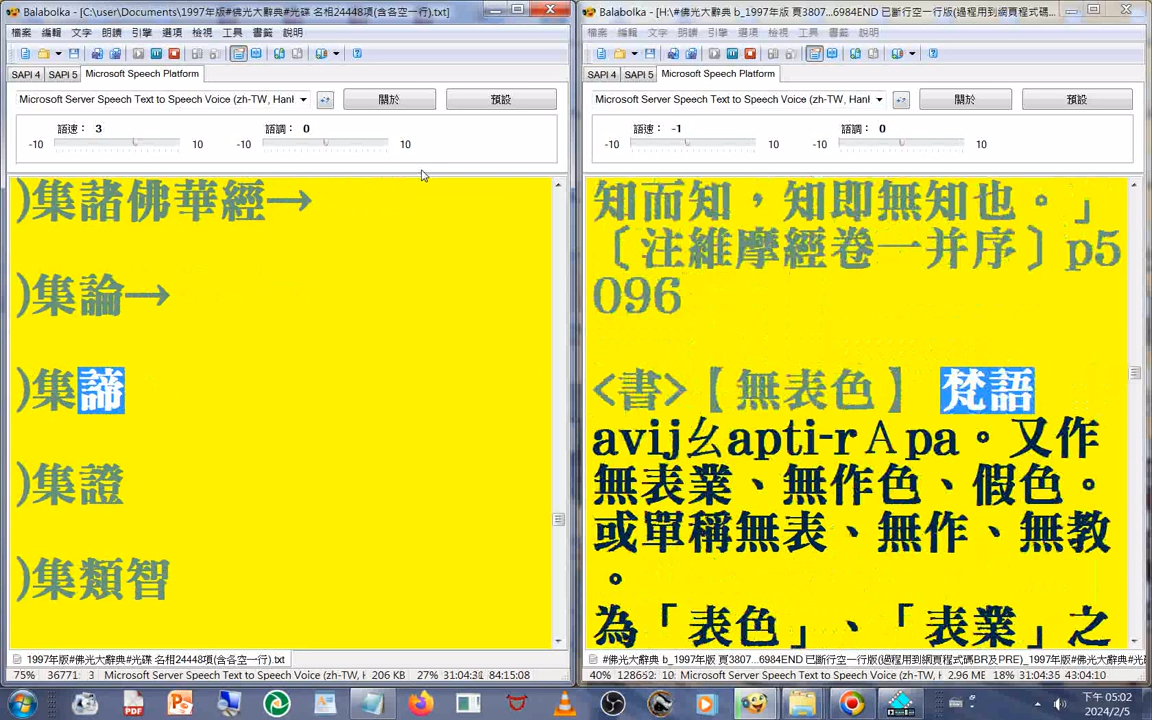 Balabolka - [C:\user\Documents\1997年版#佛光大辭典#光碟 名相24448項(含各空一行).txt]
檔案 編輯 文字 朗讀 引擎 選項 檢視 工具 書籤 說明
SAPI 4 SAPI 5 Microsoft Speech Platform
Microsoft Server Speech Text to Speech Voice (zh-TW, Hanl
關於
預設
語速： 3
語調： 0
-10 10 -10 10
)集諸佛華經→
)集論→
)集諦
)集證
)集類智
1997年版#佛光大辭典#光碟 名相24448項(含各空一行).txt
75% 36771: 3 Microsoft Server Speech Text to Speech Voice (zh-TW, H 206 KB 27% 31:04:31 84:15:08
Balabolka - [H:\#佛光大辭典 b_1997年版 頁3807...6984END 已斷行空一行版(過程用到網頁程式碼
檔案 編輯 文字 朗讀 引擎 選項 檢視 工具 書籤 說明
SAPI 4 SAPI 5 Microsoft Speech Platform
Microsoft Server Speech Text to Speech Voice (zh-TW, Hanl
關於
預設
語速： -1
語調： 0
-10 10 -10 10
知而知，知即無知也。」
〔注維摩經卷一并序〕p5
096
<書>【無表色】 梵語
avij幺apti-rＡpa。又作
無表業、無作色、假色。
或單稱無表、無作、無教
。
為「表色」、「表業」之
#佛光大辭典 b_1997年版 頁3807...6984END 已斷行空一行版(過程用到網頁程式碼BR及PRE)_1997年版#佛光
40% 128652: 10: Microsoft Server Speech Text to Speech Voice (zh-TW, H 2.96 ME 18% 31:04:35 43:04:10
下午 05:02
2024/2/5